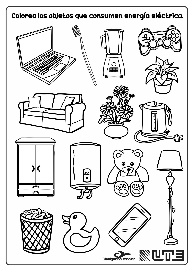 Colorea los objetos que consumen energía eléctrica.
UTE